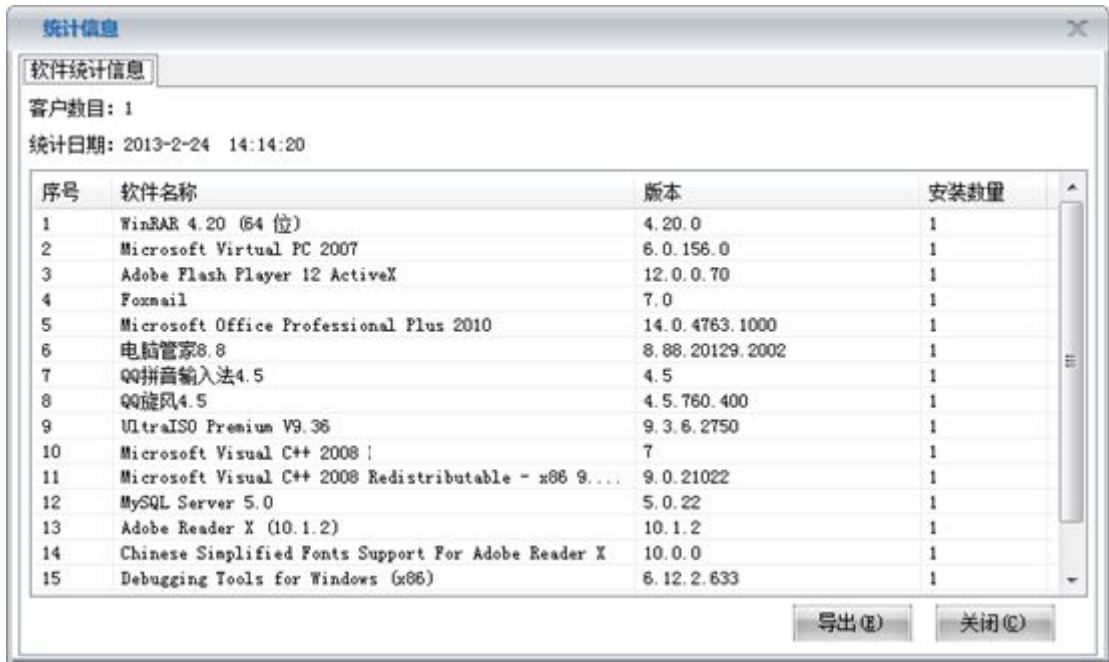 统计信息
软件统计信息
客户数目：1
统计日期：2013-2-24 14:14:20
序号 软件名称 版本 安装数量
1 WinRAR 4.20 (64 位) 4.20.0 1
2 Microsoft Virtual PC 2007 6.0.156.0 1
3 Adobe Flash Player 12 ActiveX 12.0.0.70 1
4 Foxmail 7.0 1
5 Microsoft Office Professional Plus 2010 14.0.4763.1000 1
6 电脑管家8.8 8.88.20129.2002 1
7 QQ拼音输入法4.5 4.5 1
8 QQ旋风4.5 4.5.760.400 1
9 UltraISO Premium V9.36 9.3.6.2750 1
10 Microsoft Visual C++ 2008 7 1
11 Microsoft Visual C++ 2008 Redistributable - x86 9.... 9.0.21022 1
12 MySQL Server 5.0 5.0.22 1
13 Adobe Reader X (10.1.2) 10.1.2 1
14 Chinese Simplified Fonts Support For Adobe Reader X 10.0.0 1
15 Debugging Tools for Windows (x86) 6.12.2.633 1
导出(E) 关闭(C)